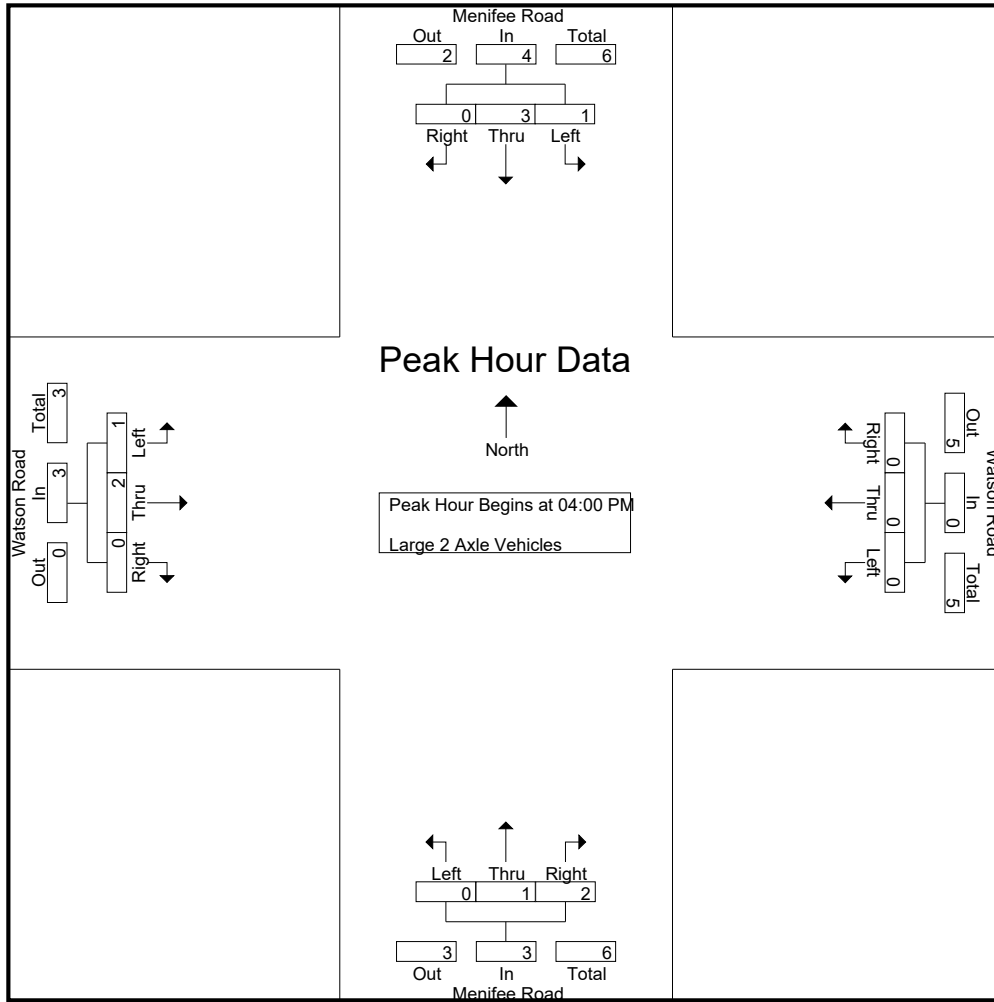 Menifee Road
Out In Total
2 4 6
0 3 1
Right Thru Left
Peak Hour Data
North
Peak Hour Begins at 04:00 PM
Large 2 Axle Vehicles
Watson Road
Out In Total
0 3 3
0 2 1
Right Thru Left
Watson Road
Out In Total
5 0 5
Right Thru Left
0 0 0
Left Thru Right
0 1 2
3 3 6
Out In Total
Menifee Road